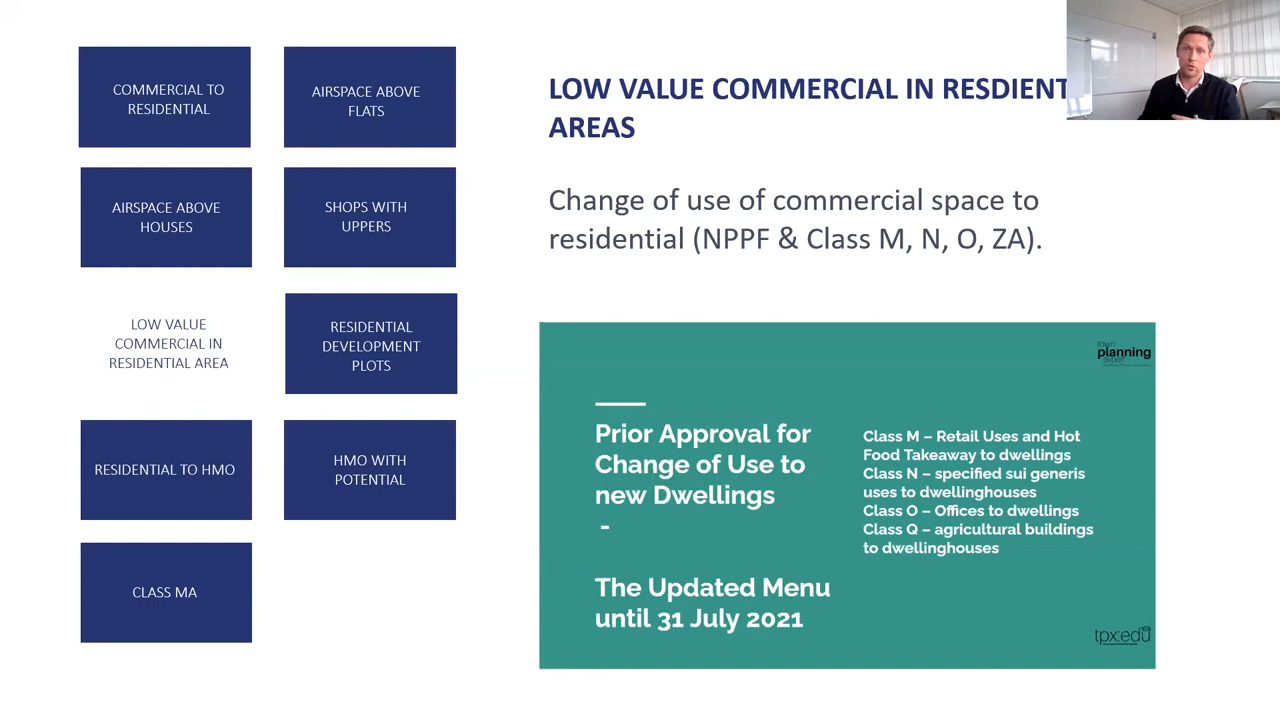 COMMERCIAL TO
RESIDENTIAL
AIRSPACE ABOVE
FLATS
AIRSPACE ABOVE
HOUSES
SHOPS WITH
UPPERS
LOW VALUE
COMMERCIAL IN
RESIDENTIAL AREA
RESIDENTIAL
DEVELOPMENT
PLOTS
RESIDENTIAL TO HMO
HMO WITH
POTENTIAL
CLASS MA
LOW VALUE COMMERCIAL IN RESDIENT
AREAS
Change of use of commercial space to
residential (NPPF & Class M, N, O, ZA).
town
planning
expert
Prior Approval for
Change of Use to
new Dwellings
-
The Updated Menu
until 31 July 2021
Class M – Retail Uses and Hot
Food Takeaway to dwellings
Class N – specified sui generis
uses to dwellinghouses
Class O – Offices to dwellings
Class Q – agricultural buildings
to dwellinghouses
tpx:edu